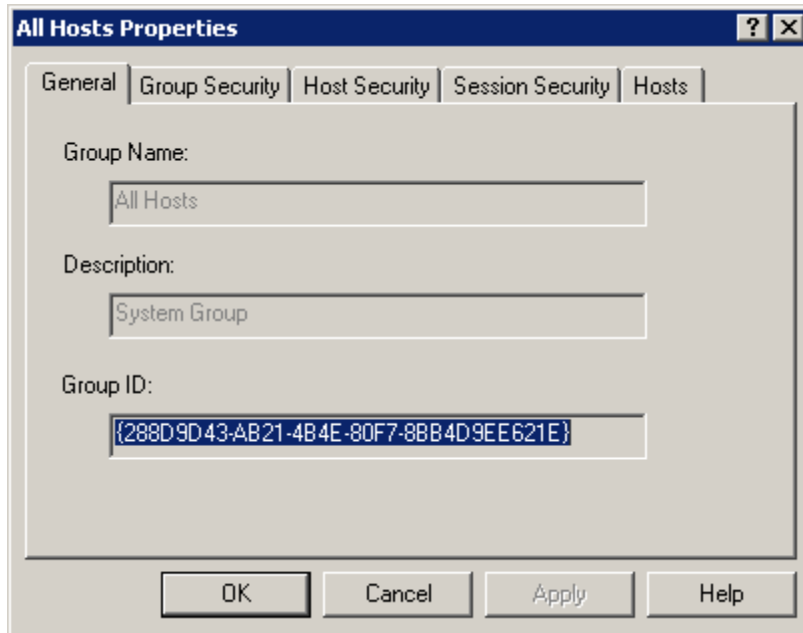 All Hosts Properties
General Group Security Host Security Session Security Hosts
Group Name:
All Hosts
Description:
System Group
Group ID:
{288D9D43-AB21-4B4E-80F7-8BB4D9EE621E}
OK Cancel Apply Help